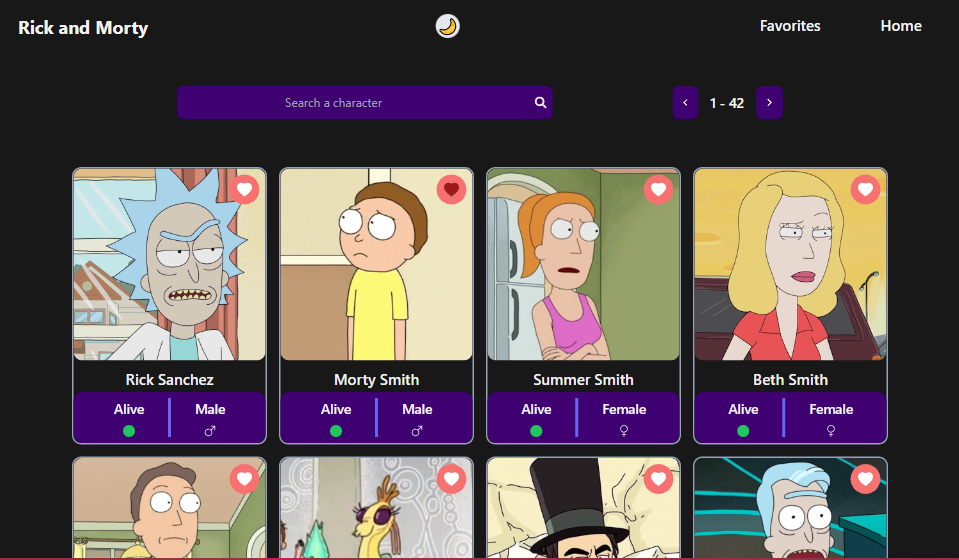 Rick and Morty
Favorites
Home
Search a character
1 - 42
Rick Sanchez
Morty Smith
Summer Smith
Beth Smith
Alive Male
Alive Male
Alive Female
Alive Female